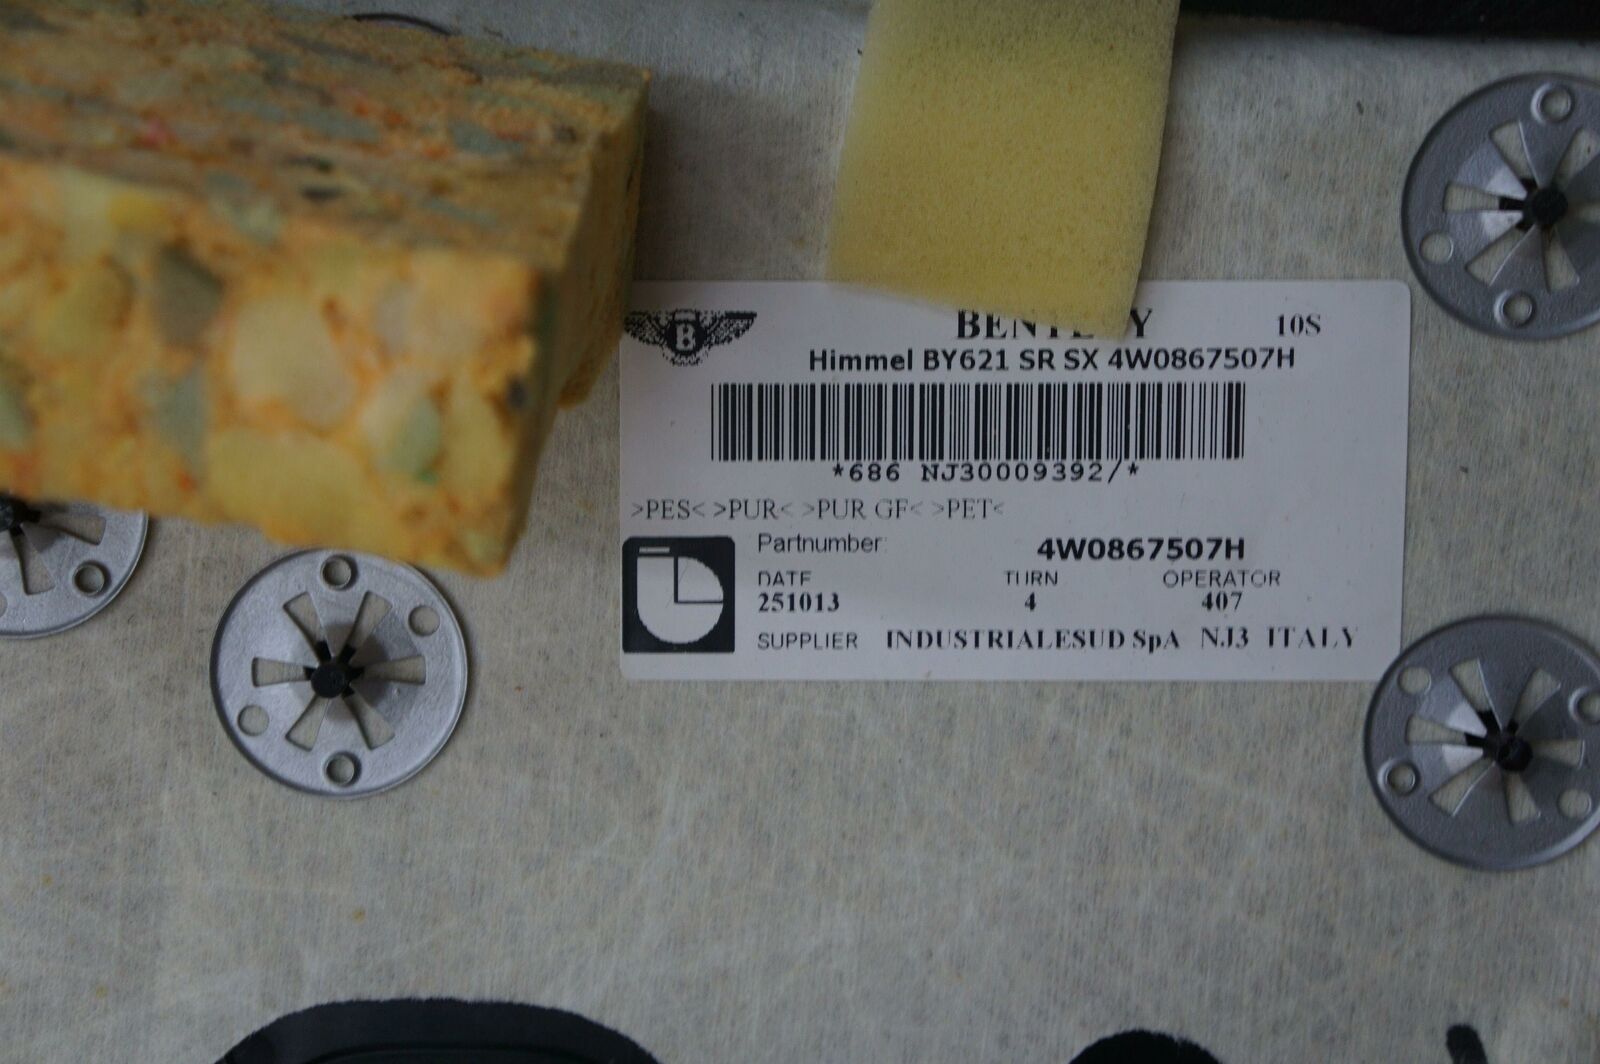 B
BENTLEY 10S
Himmel BY621 SR SX 4W0867507H
*686 NJ30009392/*
>PES< >PUR< >PUR GF< >PET<
Partnumber: 4W0867507H
DATE TURN OPERATOR
251013 4 407
SUPPLIER INDUSTRIALESUD SpA NJ3 ITALY